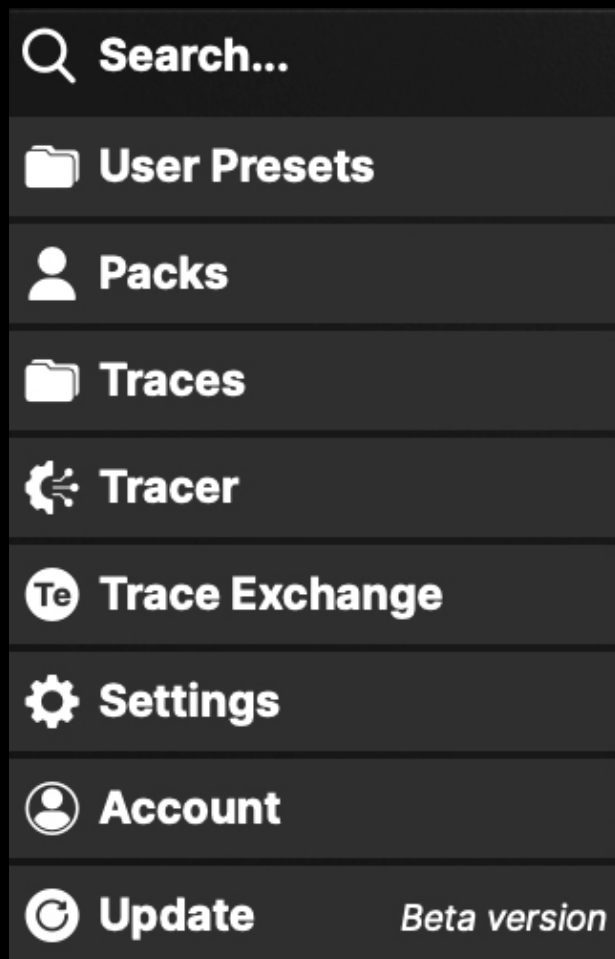 Search...
User Presets
Packs
Traces
Tracer
Te Trace Exchange
Settings
Account
Update Beta version